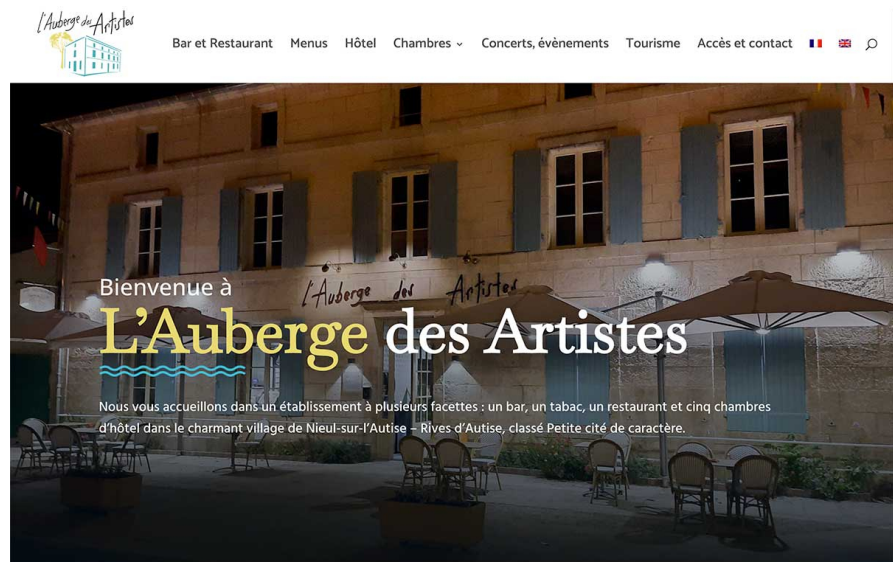 l'Auberge des Artistes
Bar et Restaurant Menus Hôtel Chambres Concerts, évènements Tourisme Accès et contact
Bienvenue à
l'Auberge des Artistes
L'Auberge des Artistes
Nous vous accueillons dans un établissement à plusieurs facettes : un bar, un tabac, un restaurant et cinq chambres
d'hôtel dans le charmant village de Nieul-sur-l'Autise – Rives d'Autise, classé Petite cité de caractère.